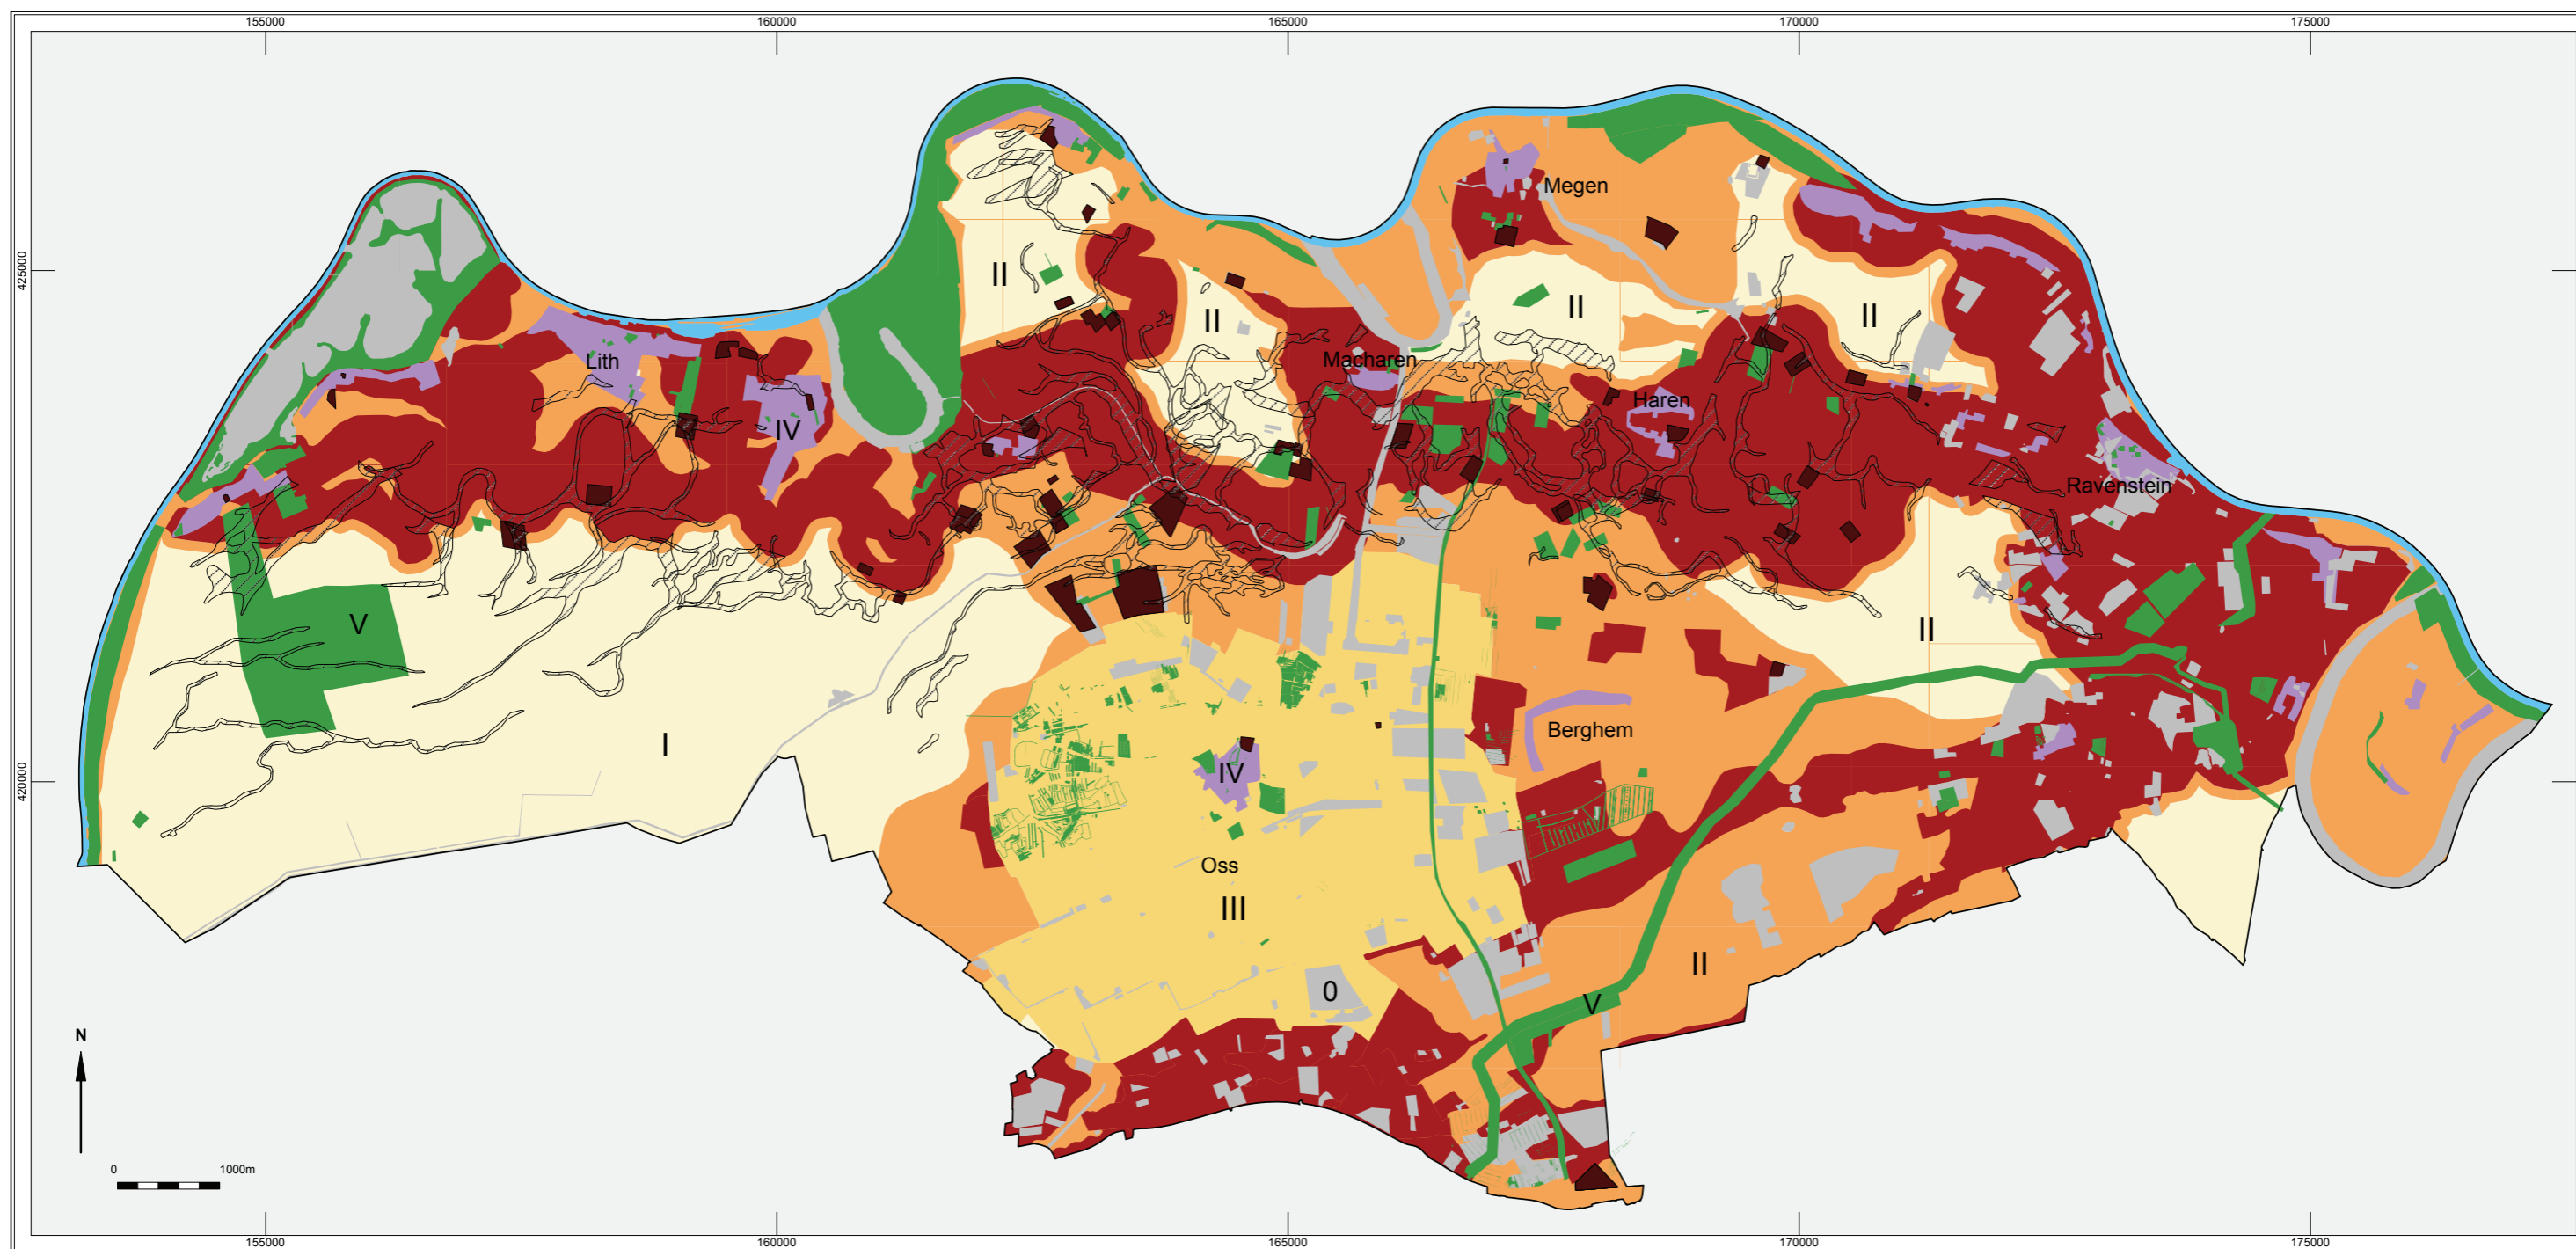 155000 160000 165000 170000 175000
Megen
425000
II
II
II
II
Lith
Macharen
Haren
IV
Ravenstein
V
II
Berghem
I
IV
420000
Oss
III
II
0
V
N
0 1000m
155000 160000 165000 170000 175000